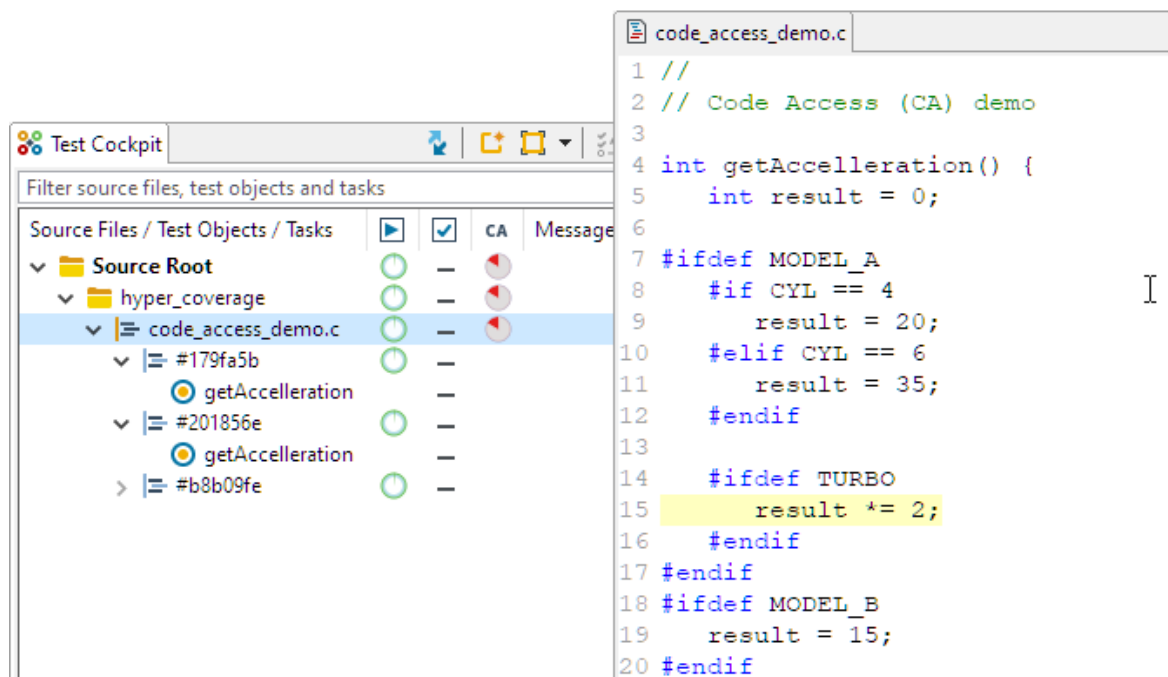 Test Cockpit
Filter source files, test objects and tasks
Source Files / Test Objects / Tasks CA Message
Source Root
hyper_coverage
code_access_demo.c
#179fa5b
getAccelleration
#201856e
getAccelleration
#b8b09fe
code_access_demo.c
1 //
2 // Code Access (CA) demo
3
4 int getAccelleration() {
5    int result = 0;
6
7 #ifdef MODEL_A
8    #if CYL == 4
9       result = 20;
10    #elif CYL == 6
11       result = 35;
12    #endif
13
14    #ifdef TURBO
15       result *= 2;
16    #endif
17 #endif
18 #ifdef MODEL_B
19    result = 15;
20 #endif